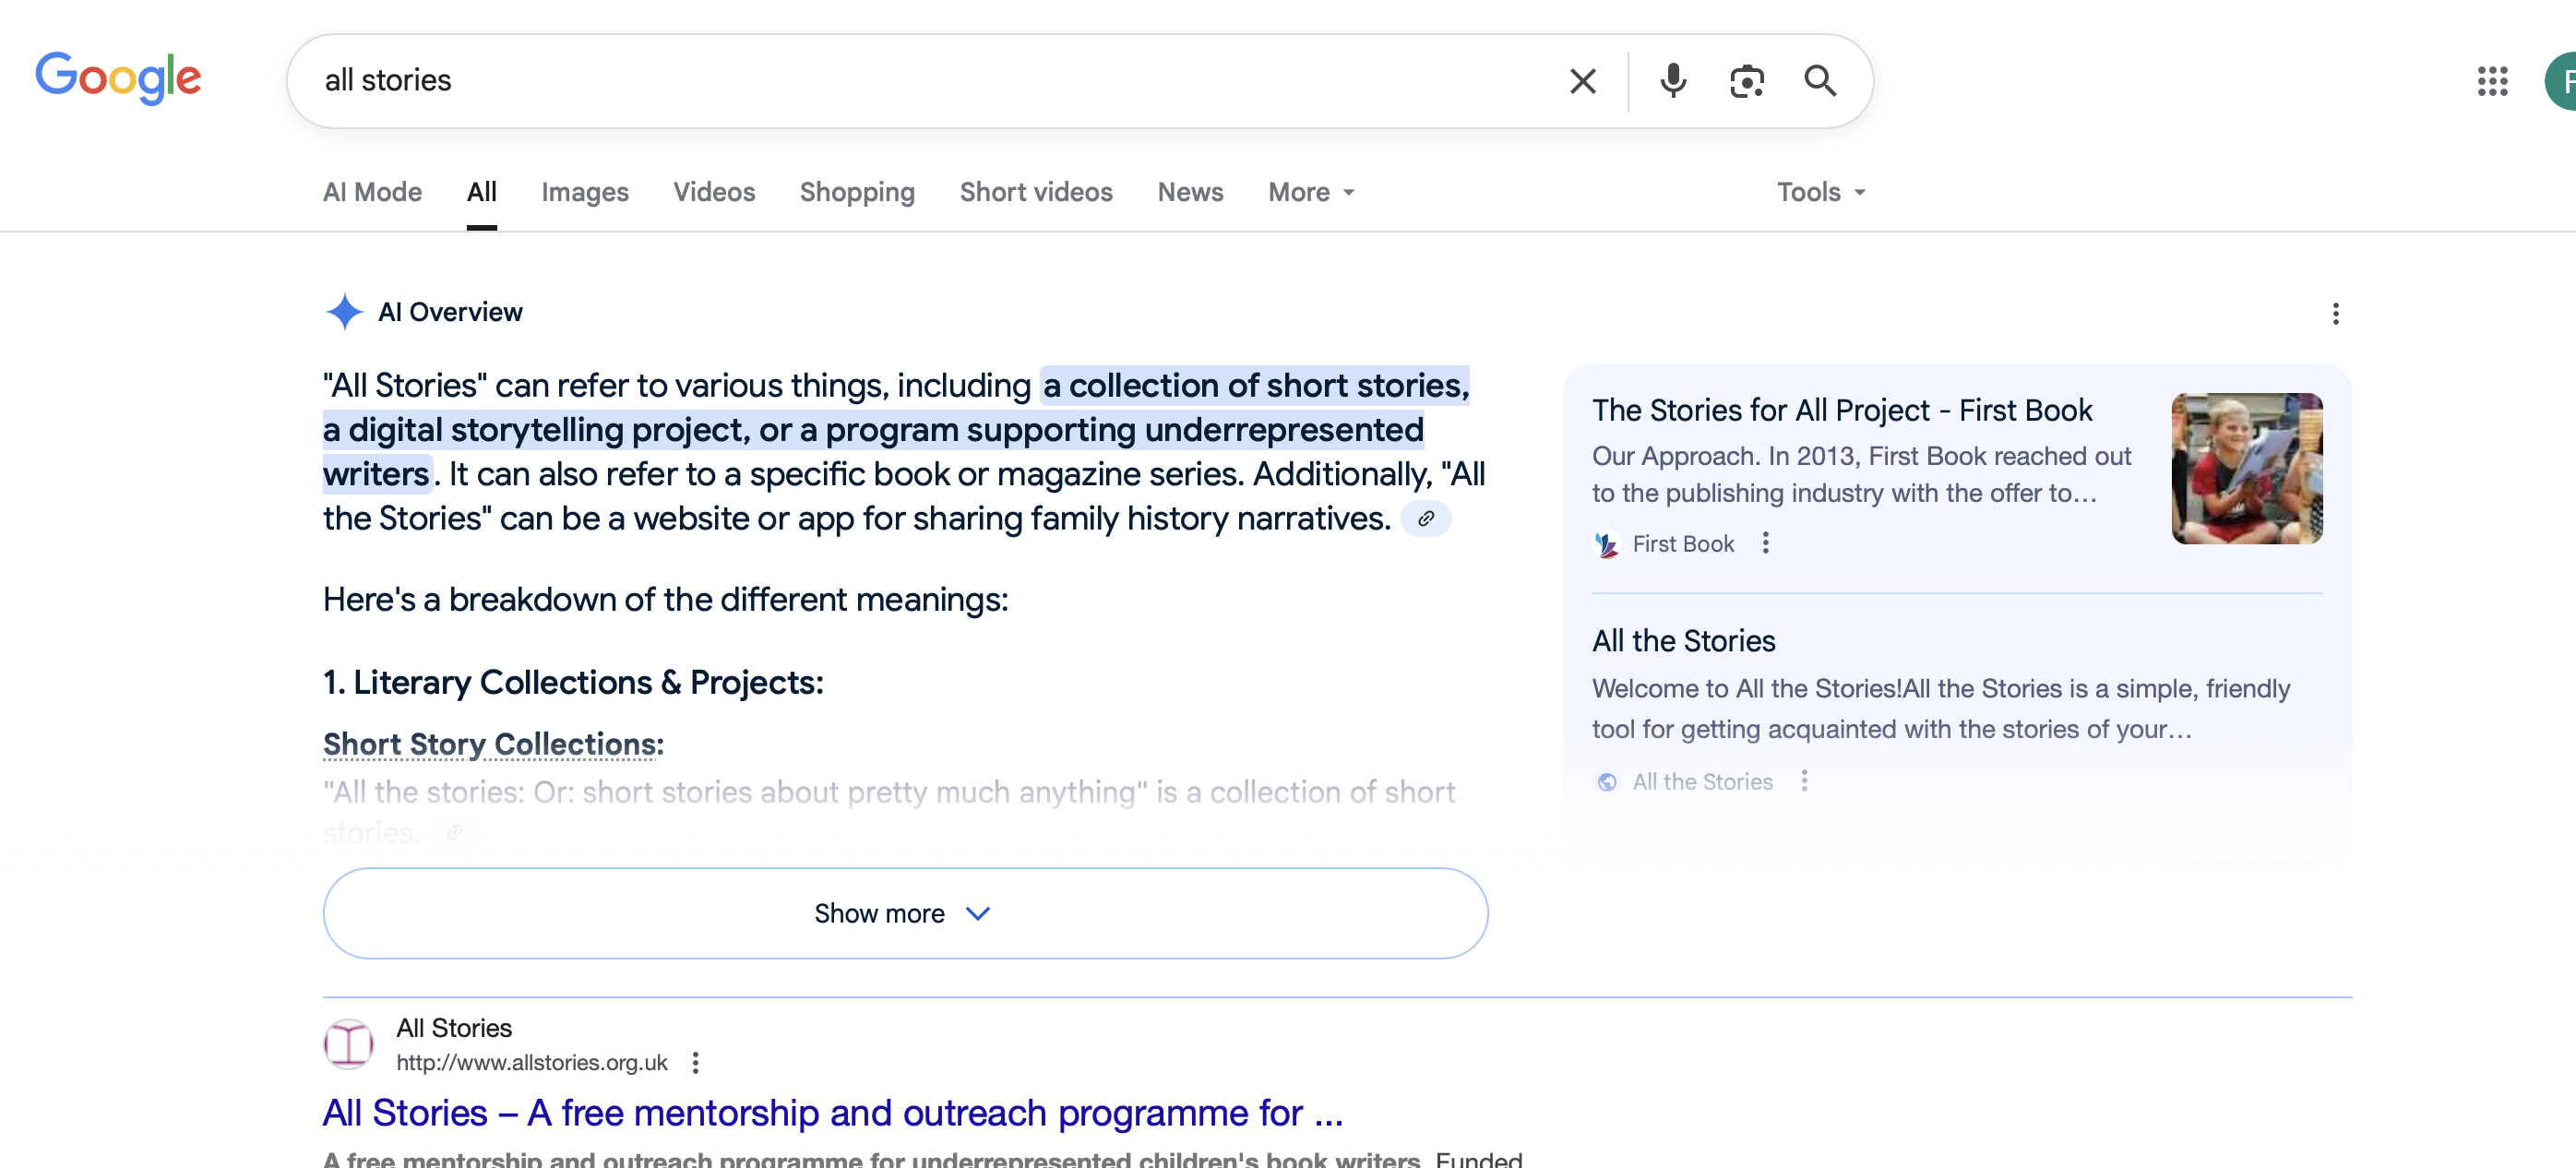 Google
all stories
F
AI Mode All Images Videos Shopping Short videos News More Tools
AI Overview
"All Stories" can refer to various things, including a collection of short stories,
a digital storytelling project, or a program supporting underrepresented
writers. It can also refer to a specific book or magazine series. Additionally, "All
the Stories" can be a website or app for sharing family history narratives.
Here's a breakdown of the different meanings:
1. Literary Collections & Projects:
Short Story Collections:
"All the stories: Or: short stories about pretty much anything" is a collection of short
stories.
Show more
The Stories for All Project - First Book
Our Approach. In 2013, First Book reached out
to the publishing industry with the offer to...
First Book
All the Stories
Welcome to All the Stories!All the Stories is a simple, friendly
tool for getting acquainted with the stories of your...
All the Stories
All Stories
http://www.allstories.org.uk
All Stories – A free mentorship and outreach programme for ...
A free mentorship and outreach programme for underrepresented children's book writers. Funded